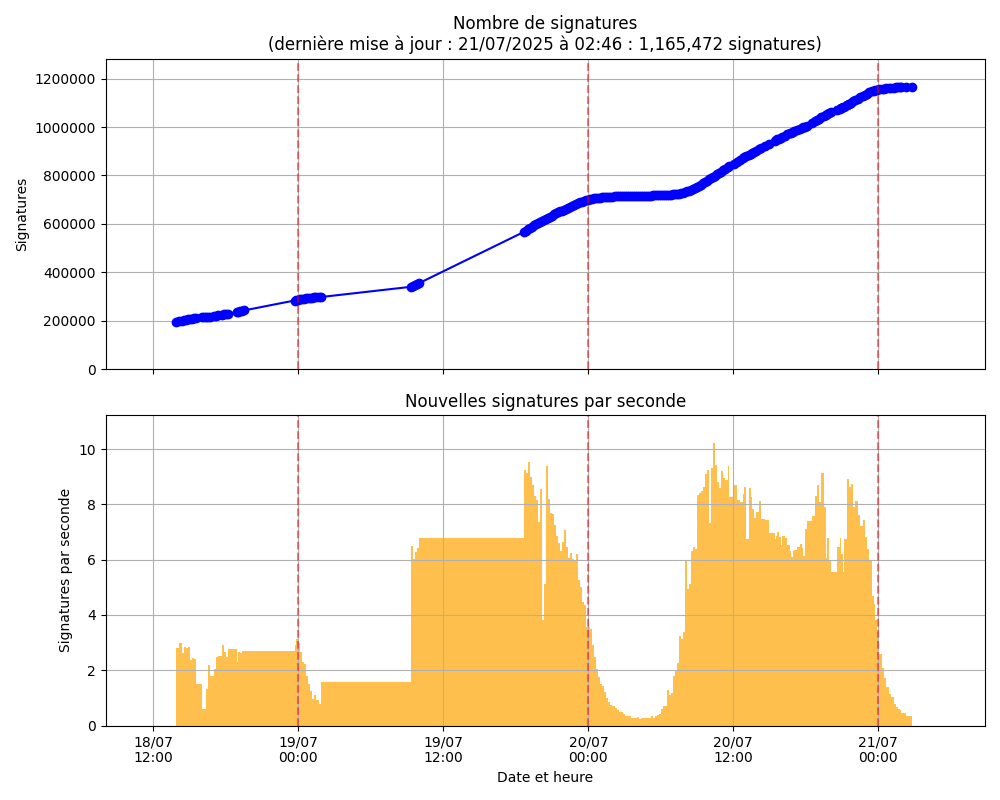 Nombre de signatures
(dernière mise à jour : 21/07/2025 à 02:46 : 1,165,472 signatures)
1200000
1000000
800000
600000
400000
200000
0
Signatures
Nouvelles signatures par seconde
10
8
6
4
2
0
Signatures par seconde
18/07 19/07 19/07 20/07 20/07 21/07
12:00 00:00 12:00 00:00 12:00 00:00
Date et heure